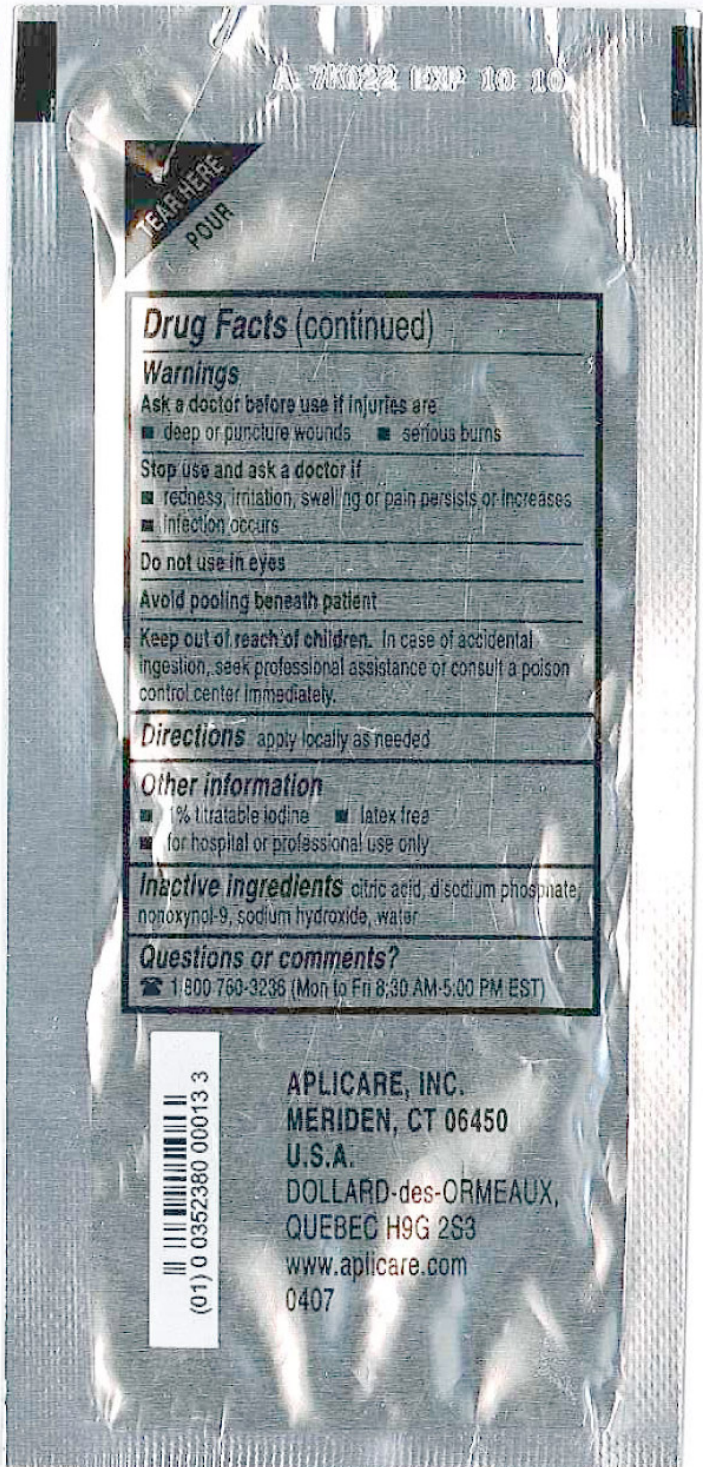 A 7K022 EXP 10 10
TEAR HERE
POUR
Drug Facts (continued)
Warnings
Ask a doctor before use if injuries are
■ deep or puncture wounds ■ serious burns
Stop use and ask a doctor if
■ redness, irritation, swelling or pain persists or increases
■ infection occurs
Do not use in eyes
Avoid pooling beneath patient
Keep out of reach of children. In case of accidental
ingestion, seek professional assistance or consult a poison
control center immediately.
Directions apply locally as needed
Other information
■ 1% titratable iodine ■ latex free
■ for hospital or professional use only
Inactive ingredients citric acid, disodium phosphate,
nonoxynol-9, sodium hydroxide, water
Questions or comments?
☎ 1 800 760-3236 (Mon to Fri 8:30 AM-5:00 PM EST)
(01) 0 0352380 00013 3
APLICARE, INC.
MERIDEN, CT 06450
U.S.A.
DOLLARD-des-ORMEAUX,
QUEBEC H9G 2S3
www.aplicare.com
0407